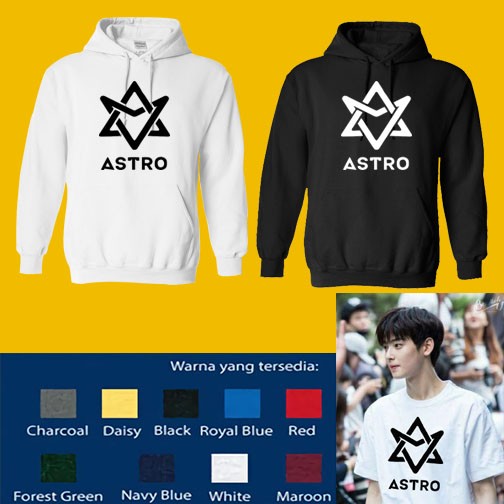 ASTRO
ASTRO
Warna yang tersedia:
Charcoal Daisy Black Royal Blue Red
Forest Green Navy Blue White Maroon
ASTRO